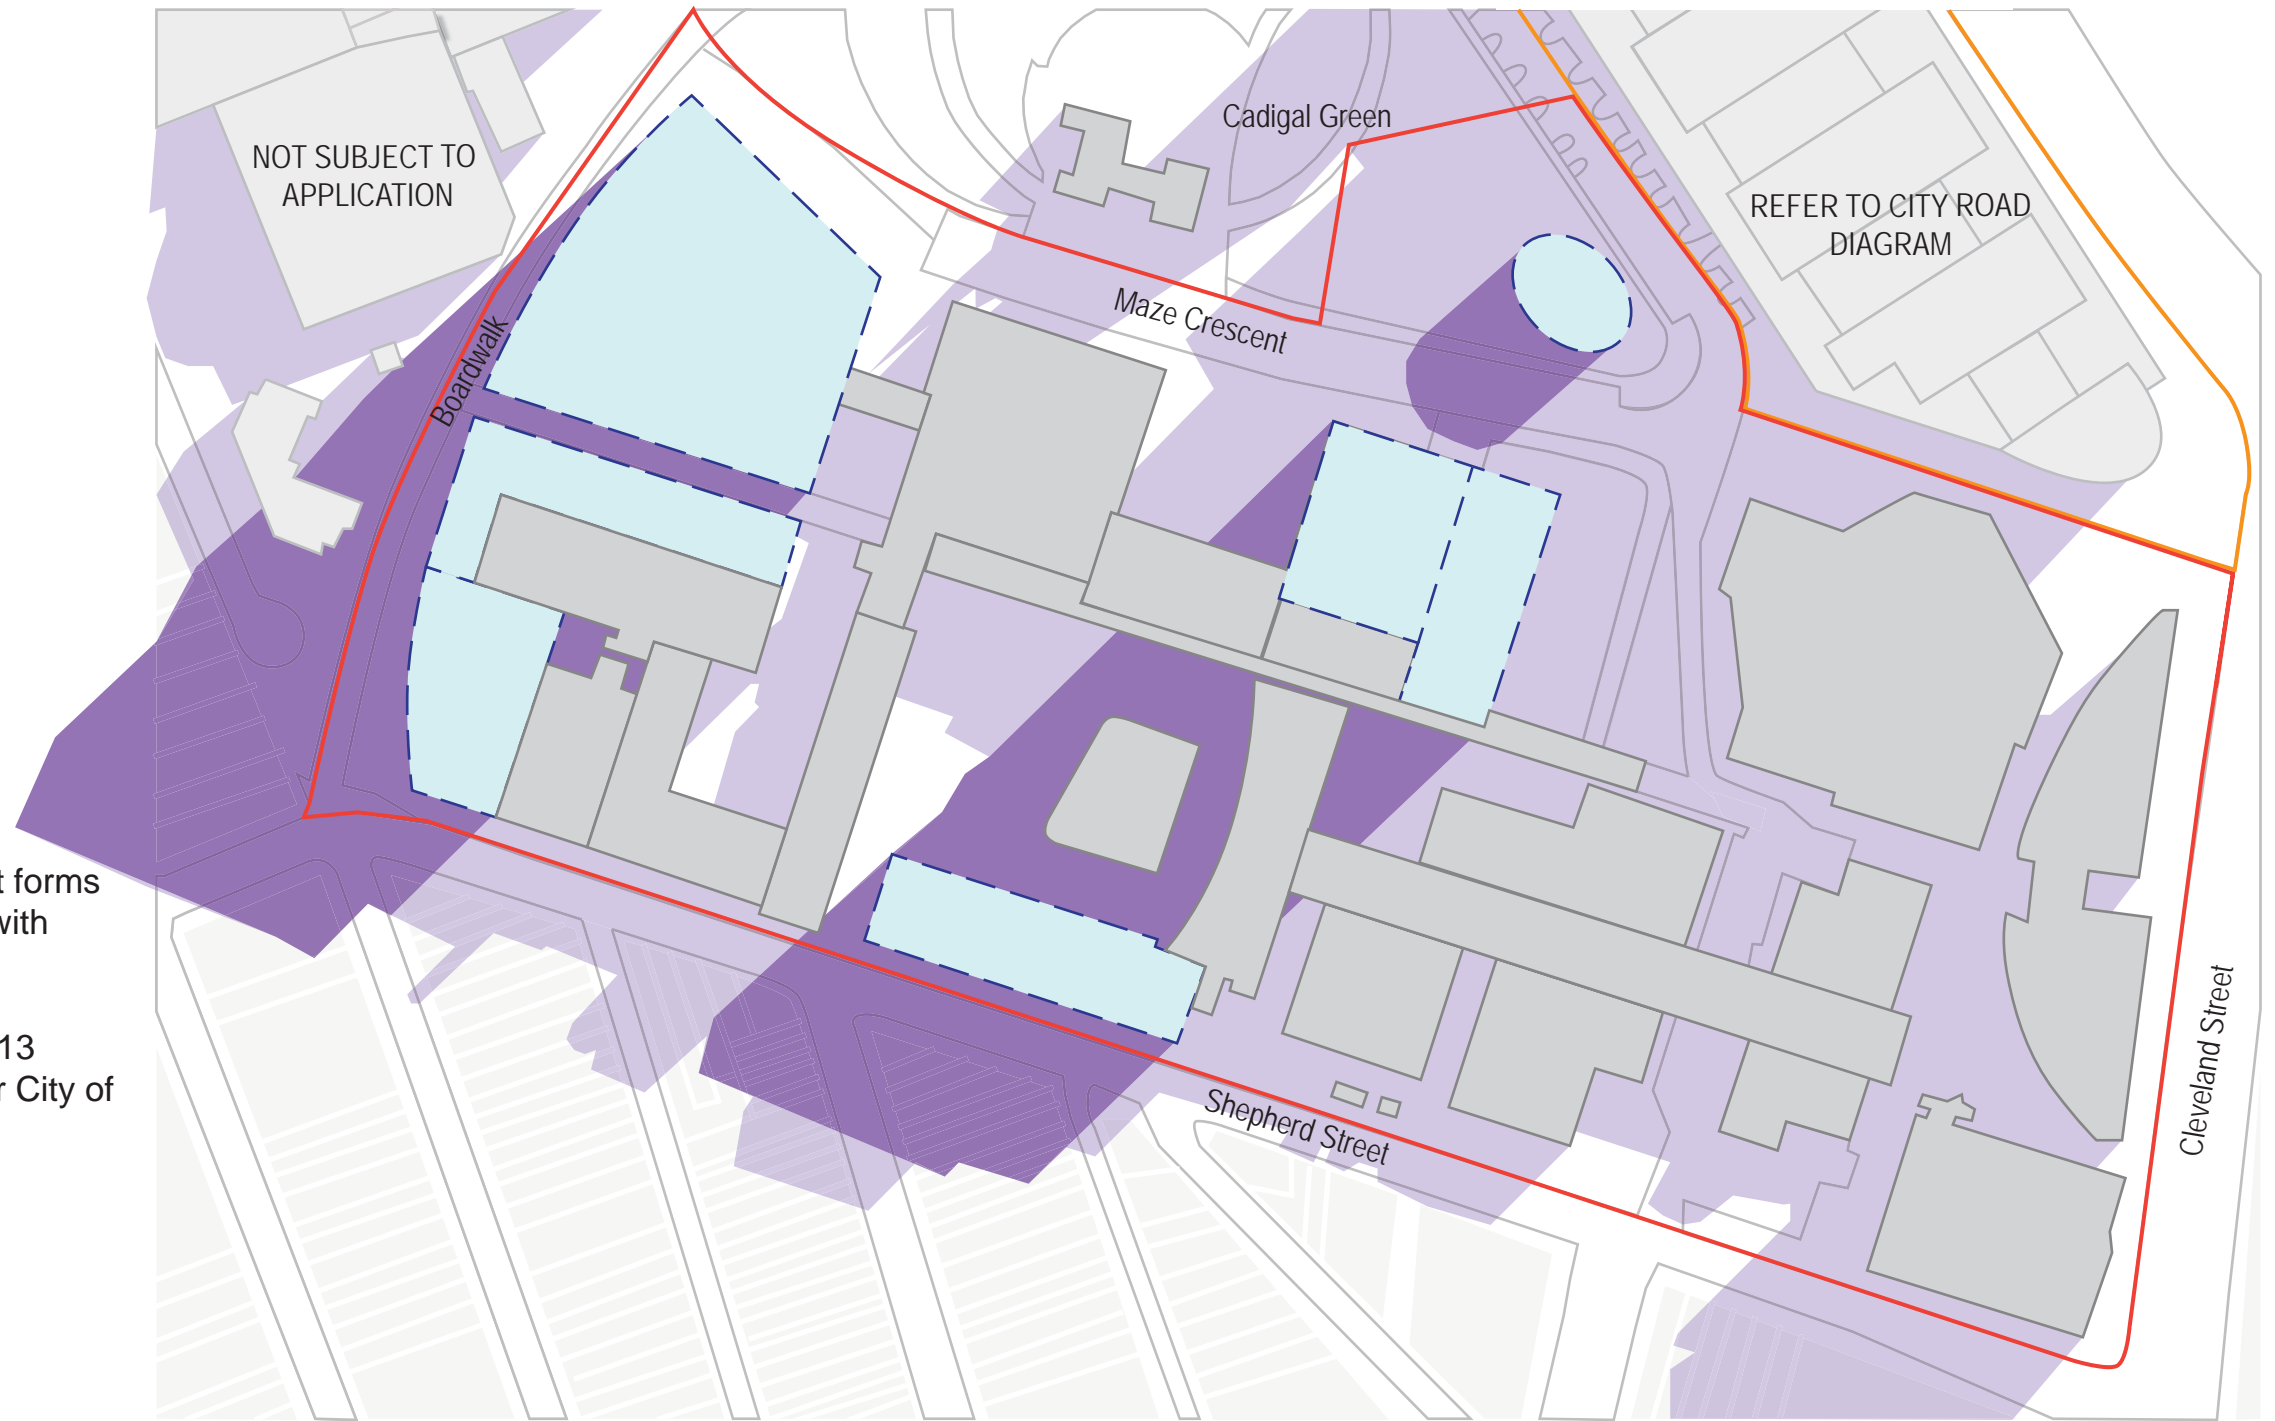 Cadigal Green
NOT SUBJECT TO
APPLICATION
REFER TO CITY ROAD
DIAGRAM
Maze Crescent
Boardwalk
t forms
with
13
r City of
Shepherd Street
Cleveland Street